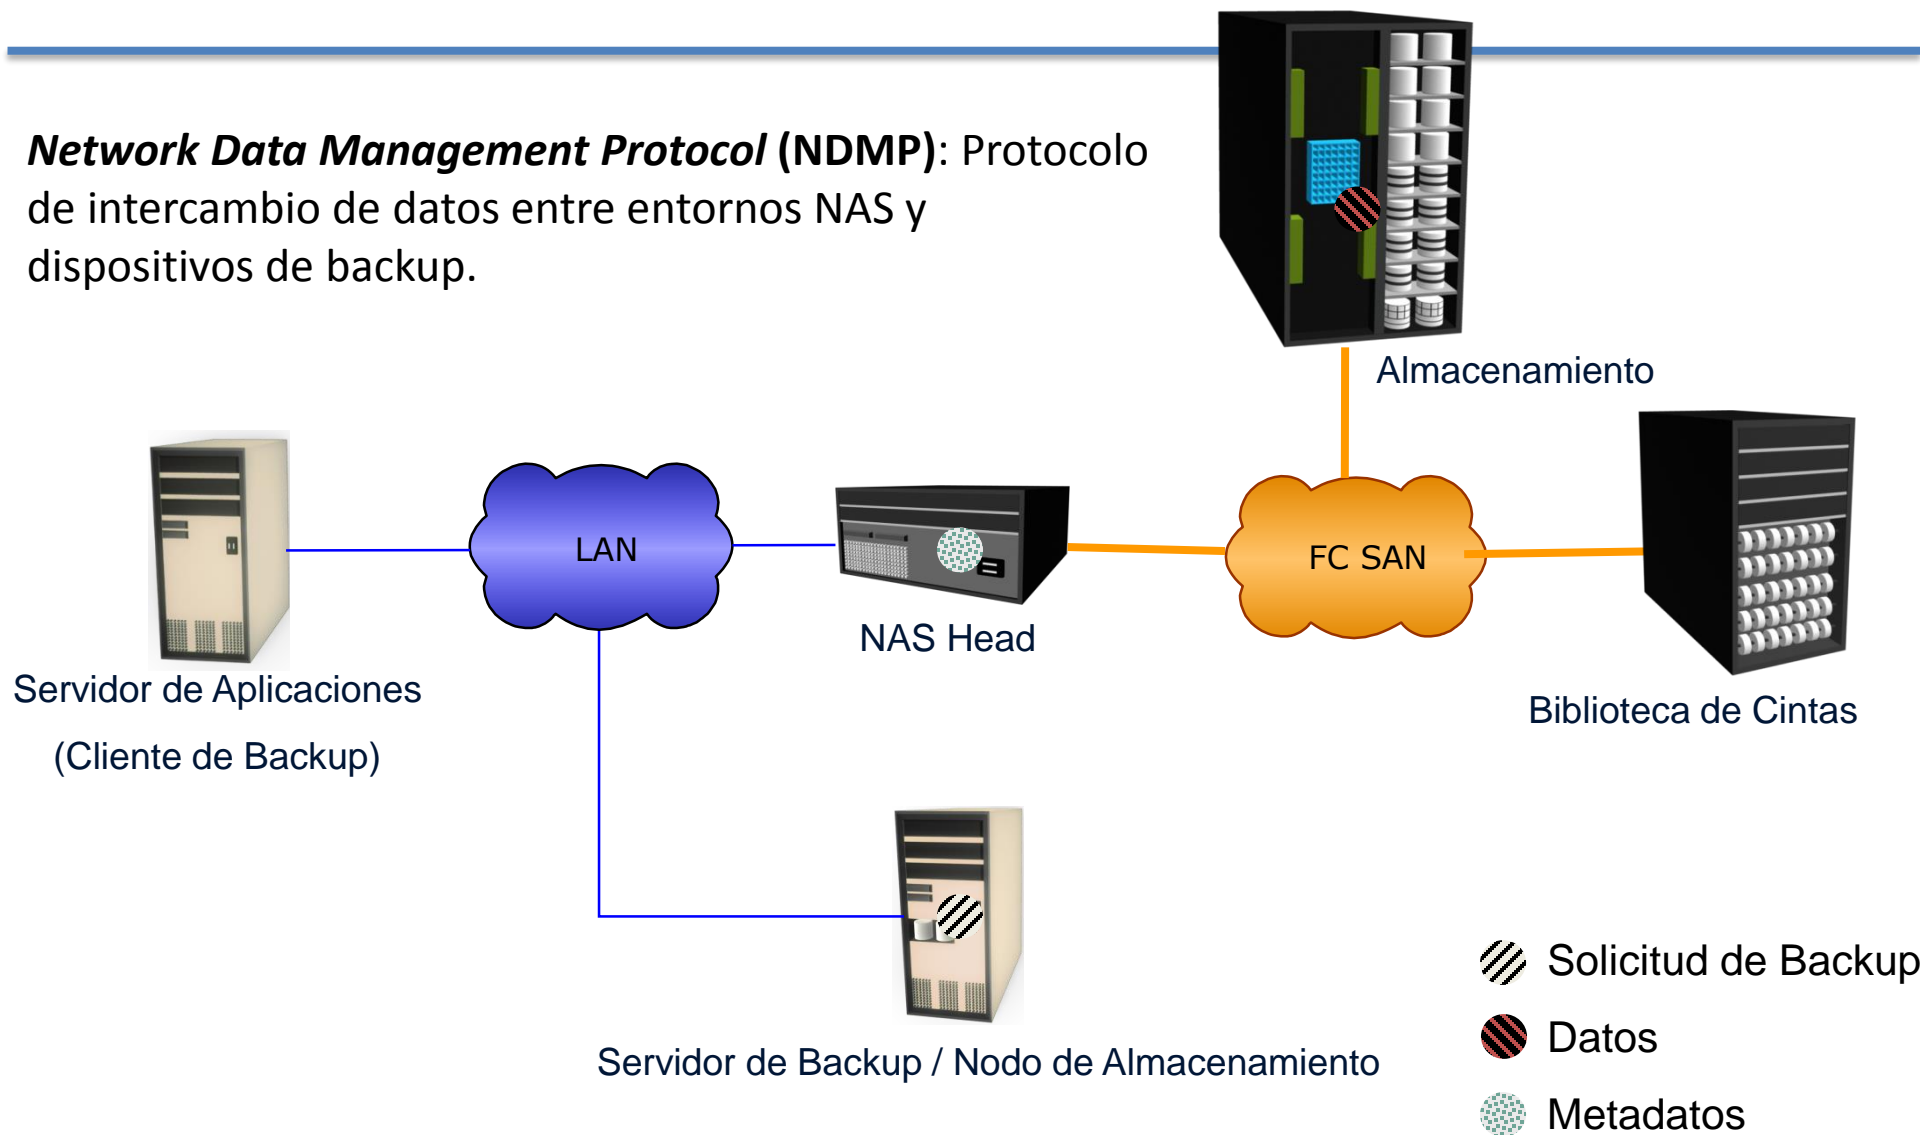 Network Data Management Protocol (NDMP): Protocolo
de intercambio de datos entre entornos NAS y
dispositivos de backup.
Almacenamiento
LAN
FC SAN
NAS Head
Servidor de Aplicaciones
(Cliente de Backup)
Biblioteca de Cintas
Servidor de Backup / Nodo de Almacenamiento
Solicitud de Backup
Datos
Metadatos